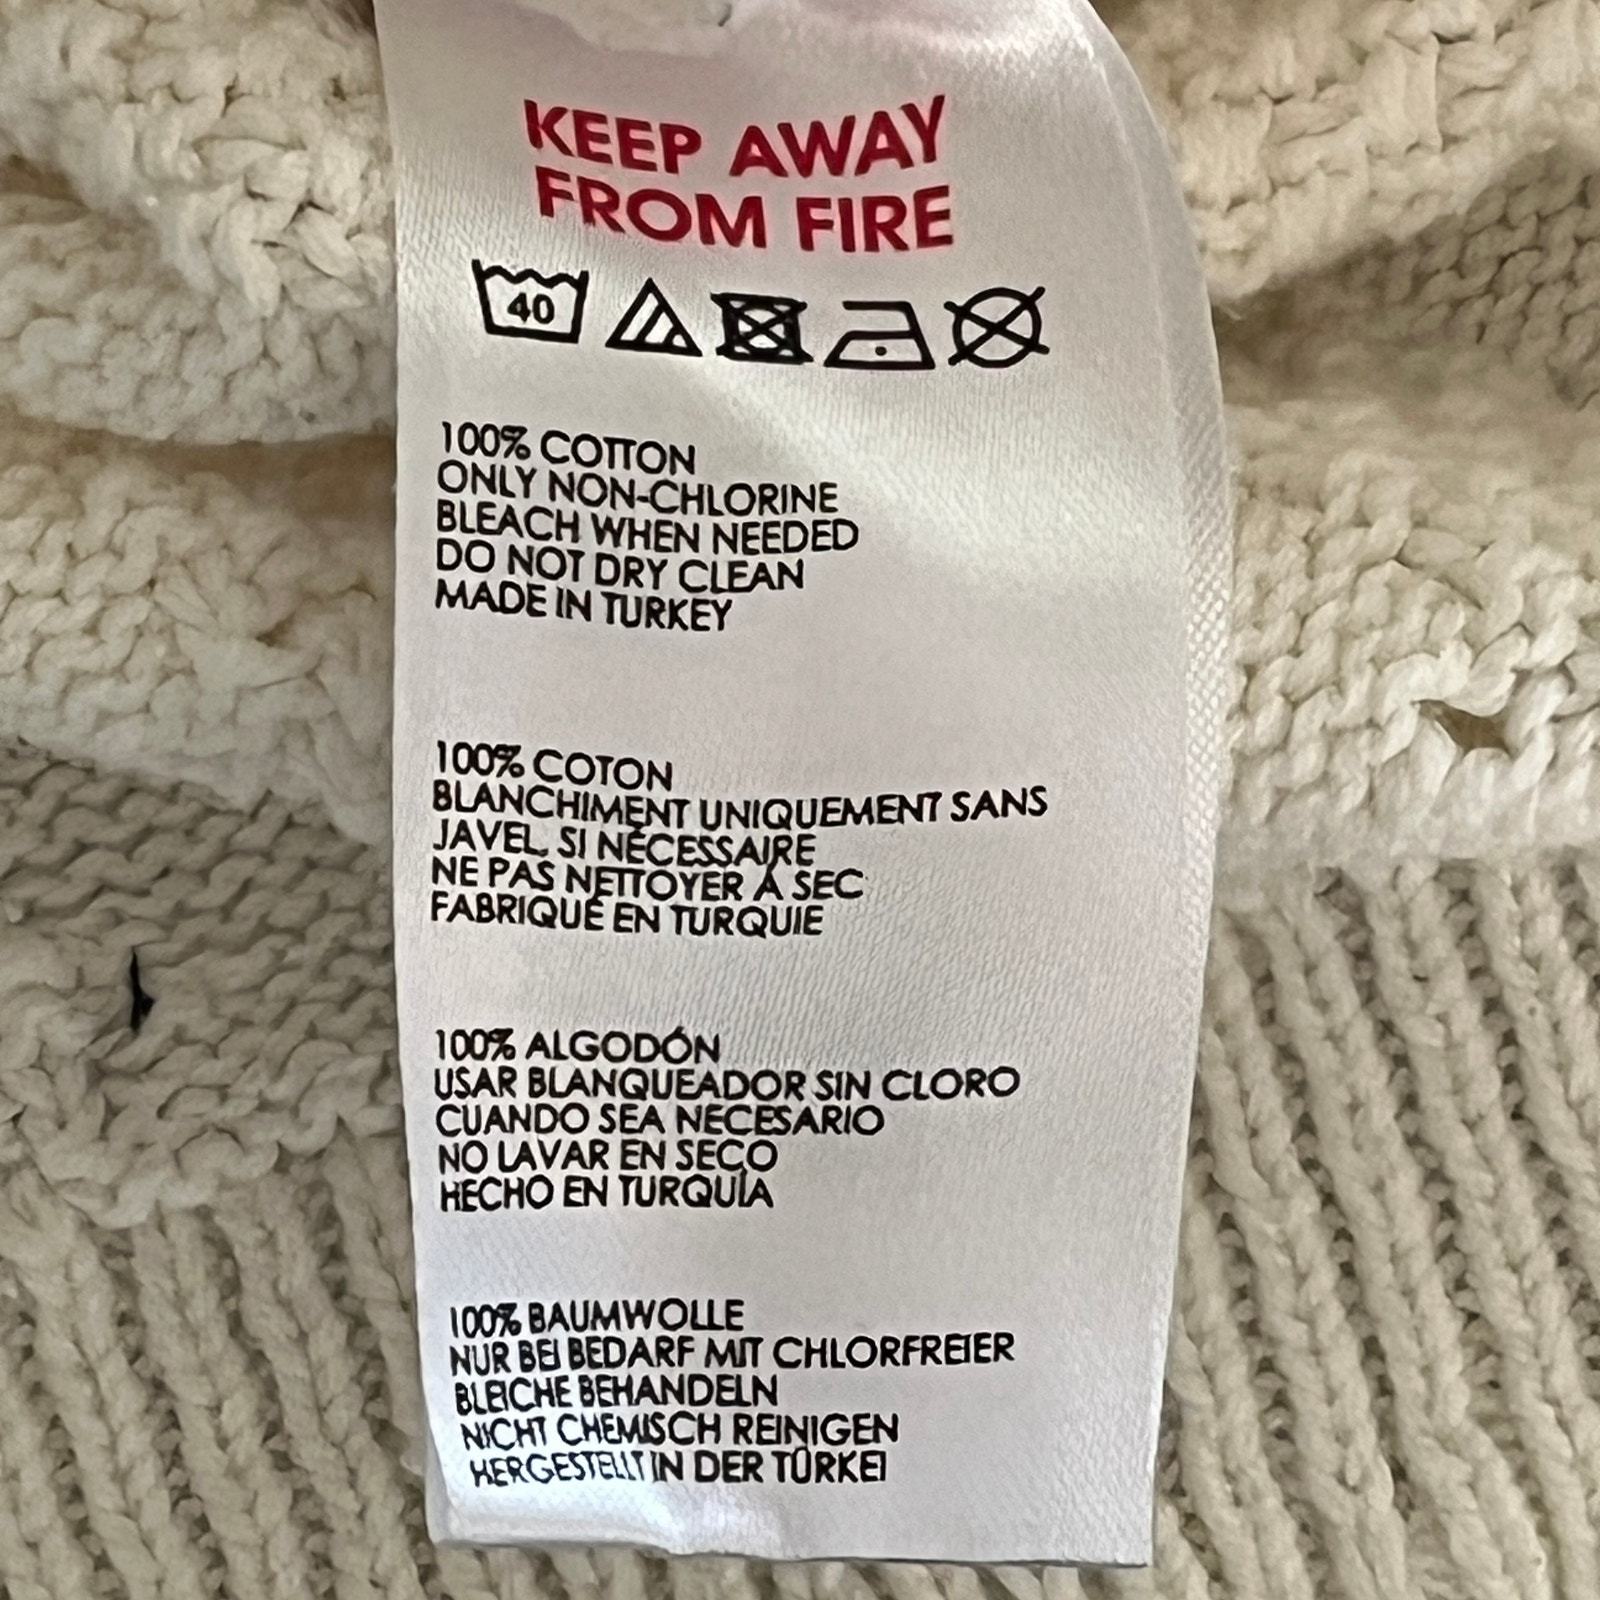 KEEP AWAY
FROM FIRE
40
100% COTTON
ONLY NON-CHLORINE
BLEACH WHEN NEEDED
DO NOT DRY CLEAN
MADE IN TURKEY
100% COTON
BLANCHIMENT UNIQUEMENT SANS
JAVEL, SI NÉCESSAIRE
NE PAS NETTOYER À SEC
FABRIQUÉ EN TURQUIE
100% ALGODÓN
USAR BLANQUEADOR SIN CLORO
CUANDO SEA NECESARIO
NO LAVAR EN SECO
HECHO EN TURQUÍA
100% BAUMWOLLE
NUR BEI BEDARF MIT CHLORFREIER
BLEICHE BEHANDELN
NICHT CHEMISCH REINIGEN
HERGESTELLT IN DER TÜRKEI